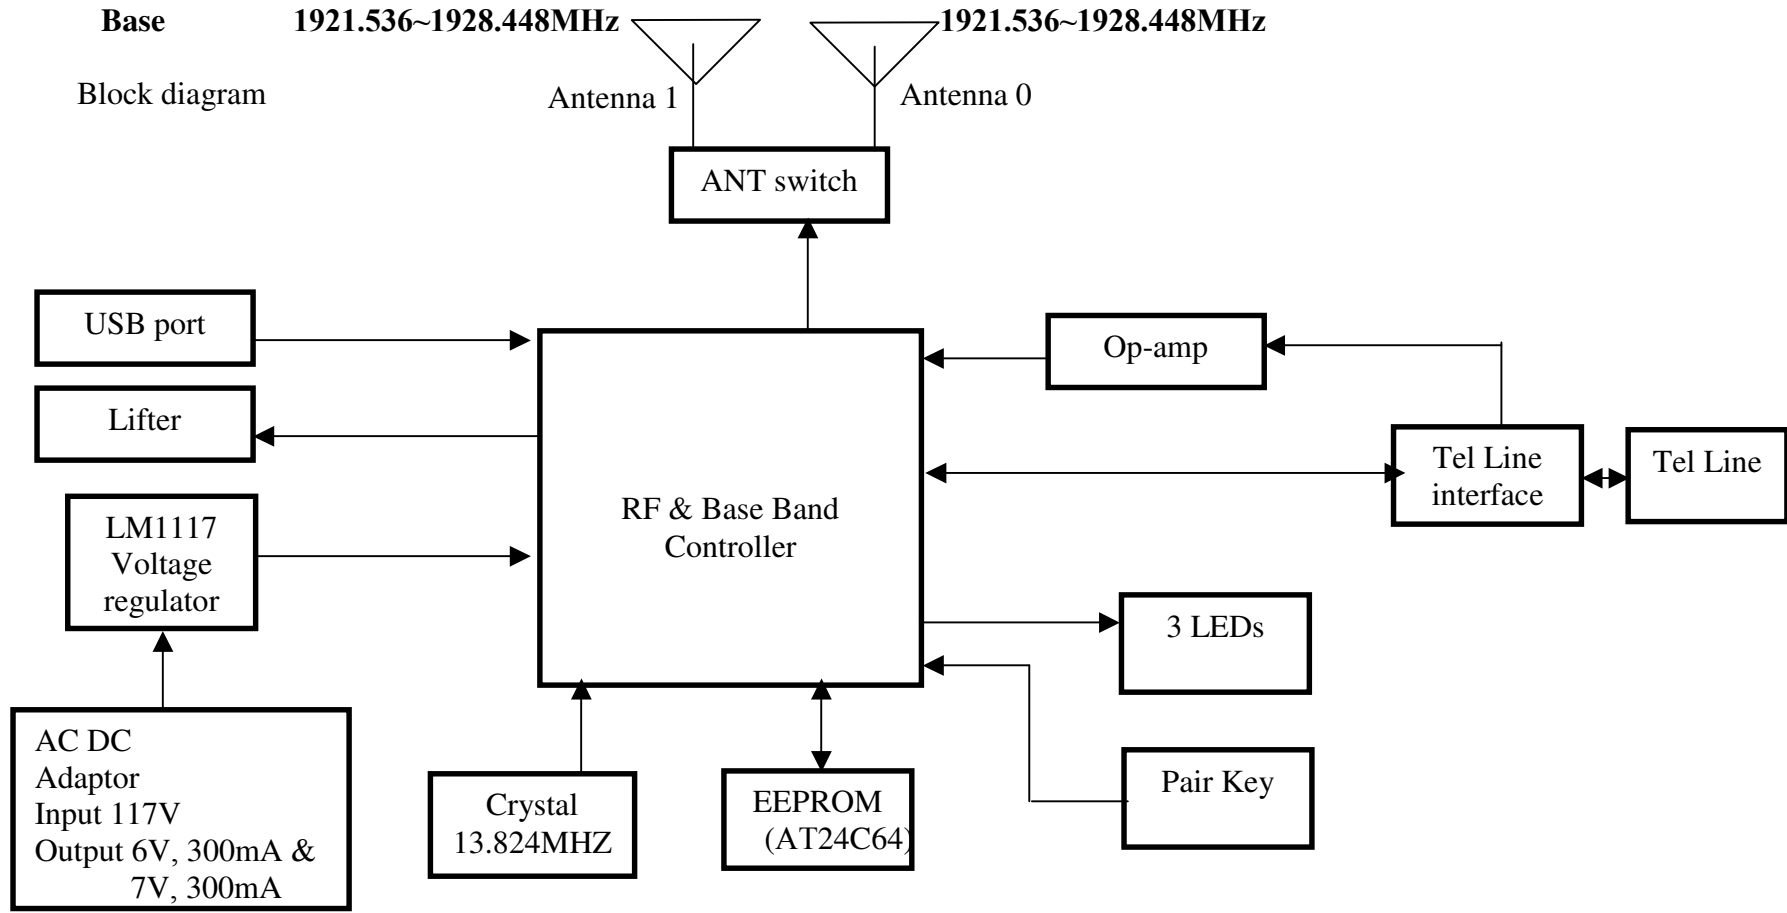 Base
1921.536~1928.448MHz
1921.536~1928.448MHz
Block diagram
Antenna 1
Antenna 0
ANT switch
USB port
Op-amp
Lifter
Tel Line
interface
Tel Line
LM1117
Voltage
regulator
RF & Base Band
Controller
3 LEDs
AC DC
Adaptor
Input 117V
Output 6V, 300mA &
7V, 300mA
Crystal
13.824MHZ
EEPROM
(AT24C64)
Pair Key